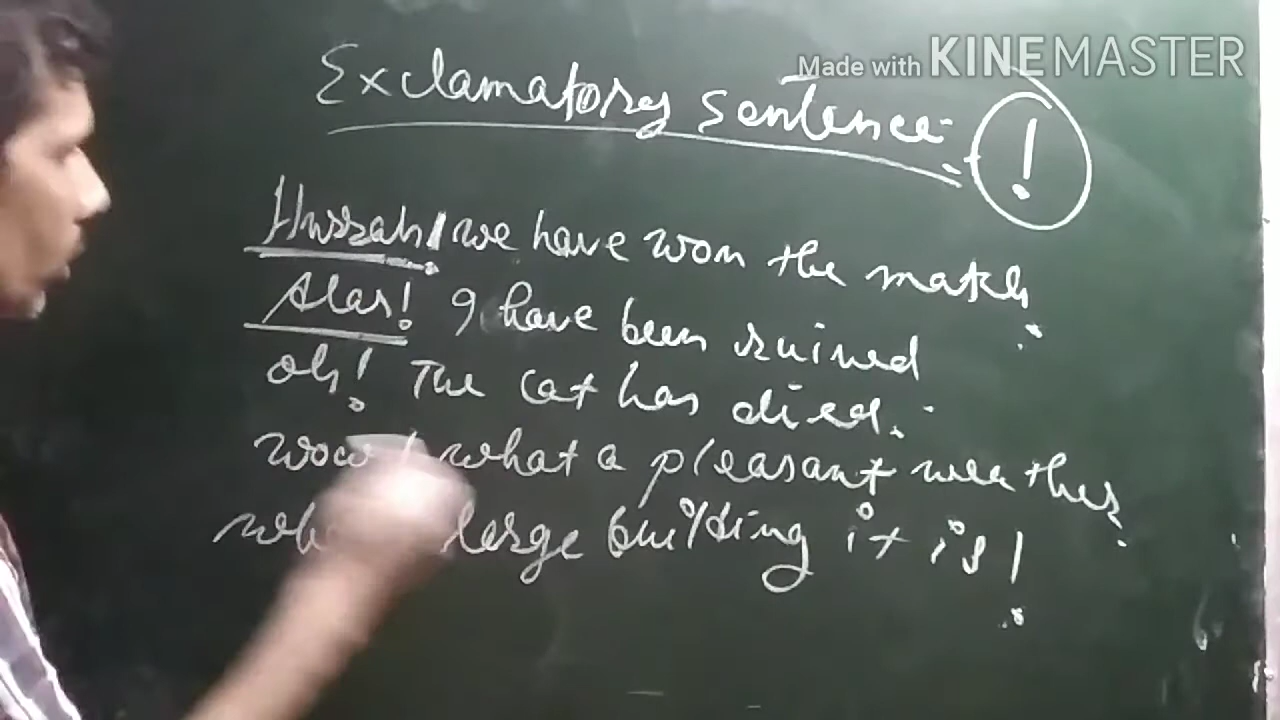 Made with KINEMASTER
Exclamatory sentence :- !
Hurrah! we have won the match.
Alas! I have been ruined
oh! The cat has died.
wow! what a pleasant weather.
large building it is!